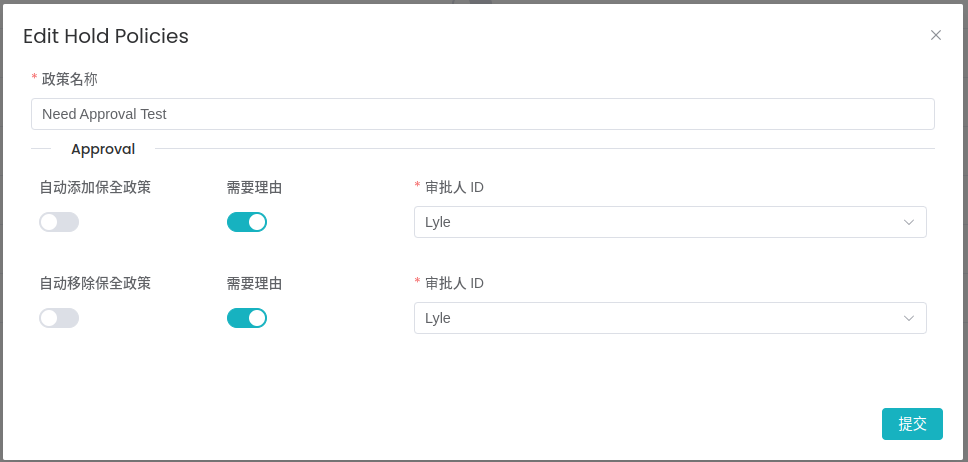 Edit Hold Policies
* 政策名称
Need Approval Test
Approval
自动添加保全政策 需要理由 * 审批人 ID
Lyle
自动移除保全政策 需要理由 * 审批人 ID
Lyle
提交